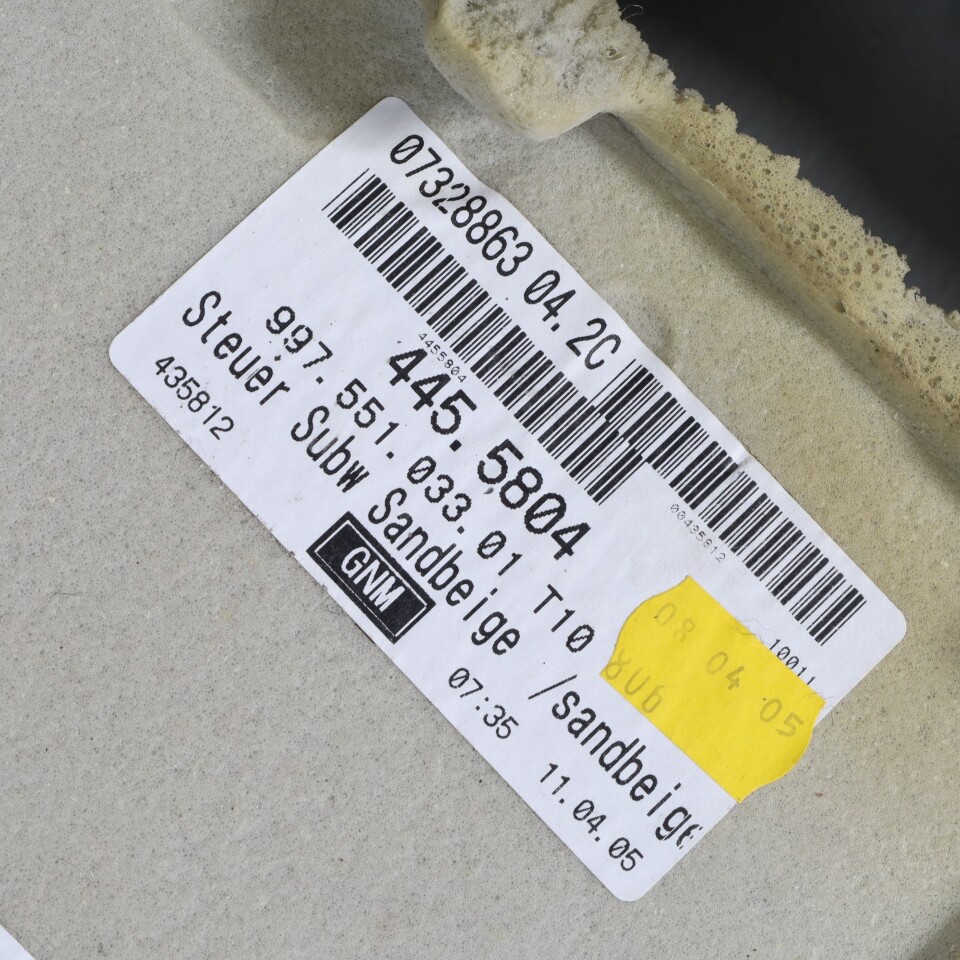 07328863 04.2C
4455804
00435812
445.5804
10011
997.551.033.01 T10
Steuer Subw Sandbeige /sandbeige
435812
GNM
07:35
11.04.05
08 04 05